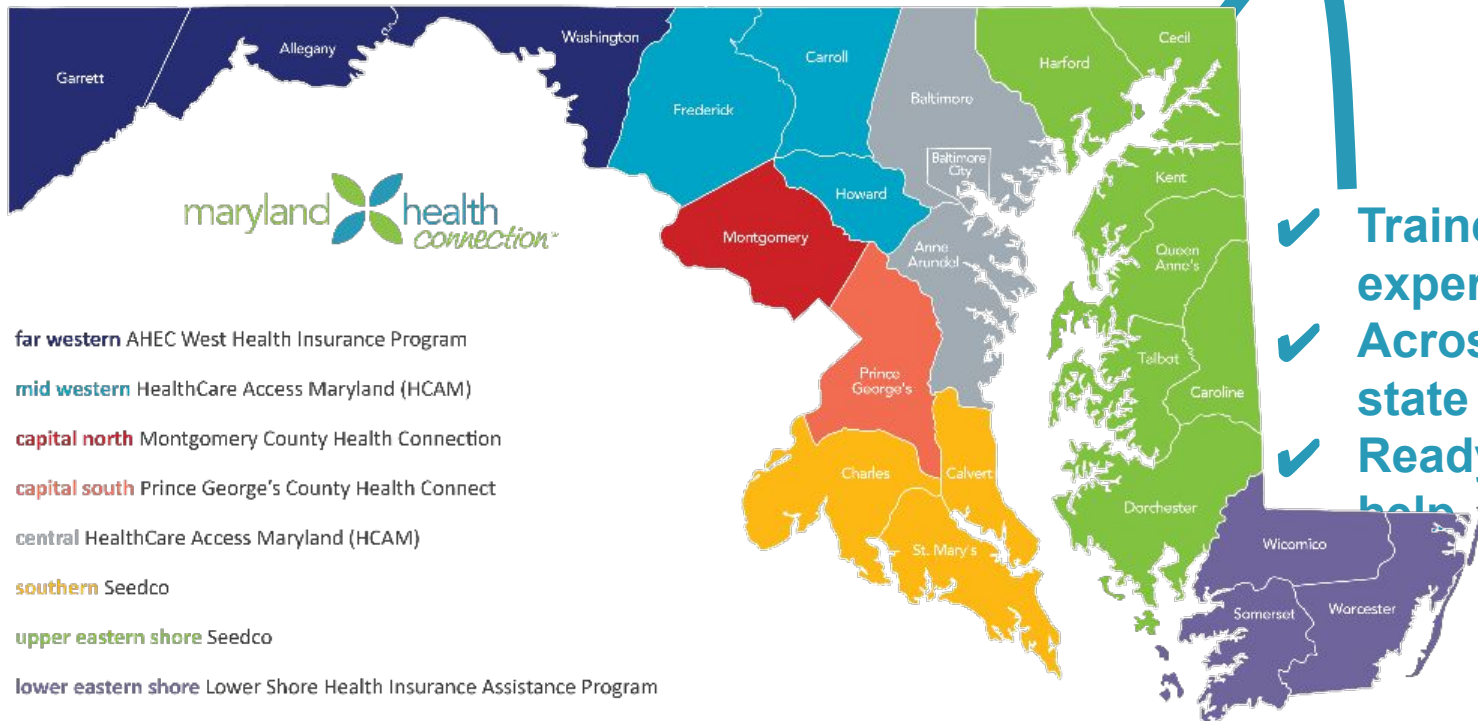 Garrett
Allegany
Washington
Frederick
Carroll
Baltimore
Baltimore
City
Harford
Cecil
Howard
Kent
Montgomery
Anne
Arundel
Queen
Anne's
Prince
George's
Talbot
Caroline
Charles
Calvert
St. Mary's
Dorchester
Wicomico
Somerset
Worcester
maryland health
connection
far western AHEC West Health Insurance Program
mid western HealthCare Access Maryland (HCAM)
capital north Montgomery County Health Connection
capital south Prince George's County Health Connect
central HealthCare Access Maryland (HCAM)
southern Seedco
upper eastern shore Seedco
lower eastern shore Lower Shore Health Insurance Assistance Program
✔ Traine
exper
✔ Acros
state
✔ Ready
help